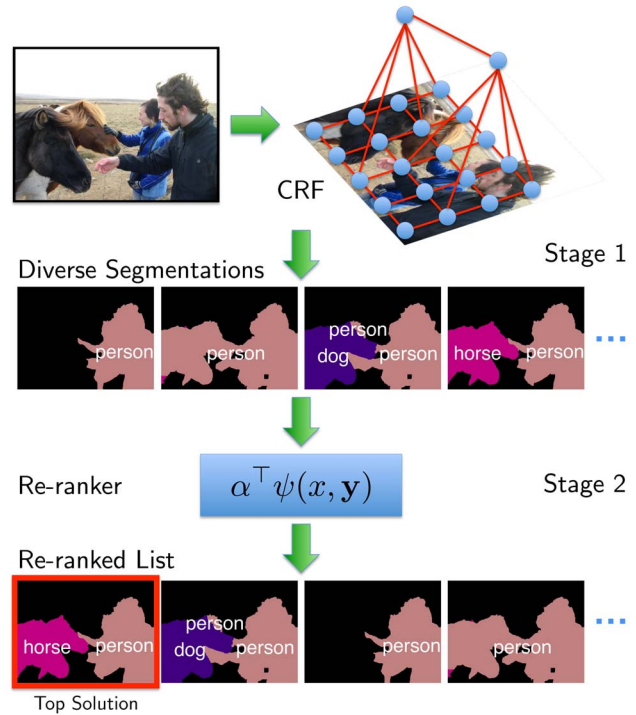 CRF
Stage 1
Diverse Segmentations
person
person
person
dog person
horse person
...
Re-ranker
α^⊤ψ(x, y)
Stage 2
Re-ranked List
horse person
person
dog person
person
person
...
Top Solution